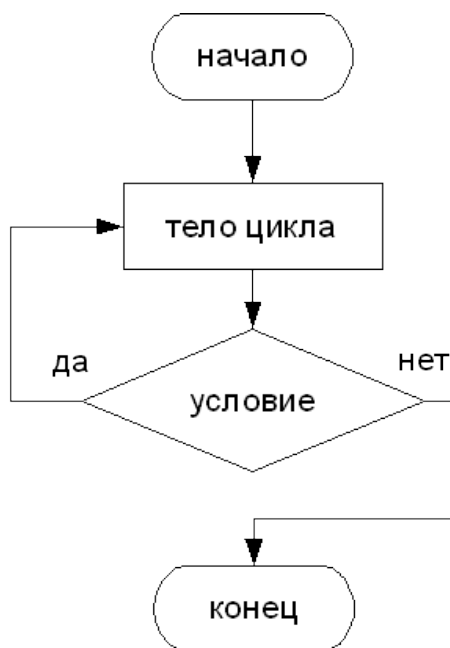 начало
тело цикла
да
нет
условие
конец